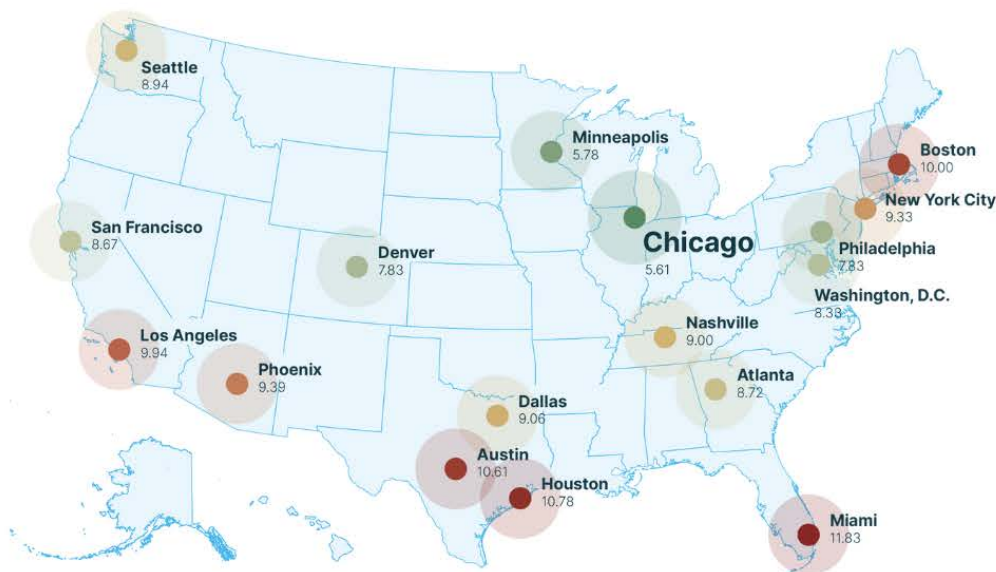 Seattle
8.94
Minneapolis
5.78
Boston
10.00
New York City
9.33
San Francisco
8.67
Denver
7.83
Chicago
5.61
Philadelphia
7.83
Washington, D.C.
8.33
Los Angeles
9.94
Nashville
9.00
Phoenix
9.39
Atlanta
8.72
Dallas
9.06
Austin
10.61
Houston
10.78
Miami
11.83